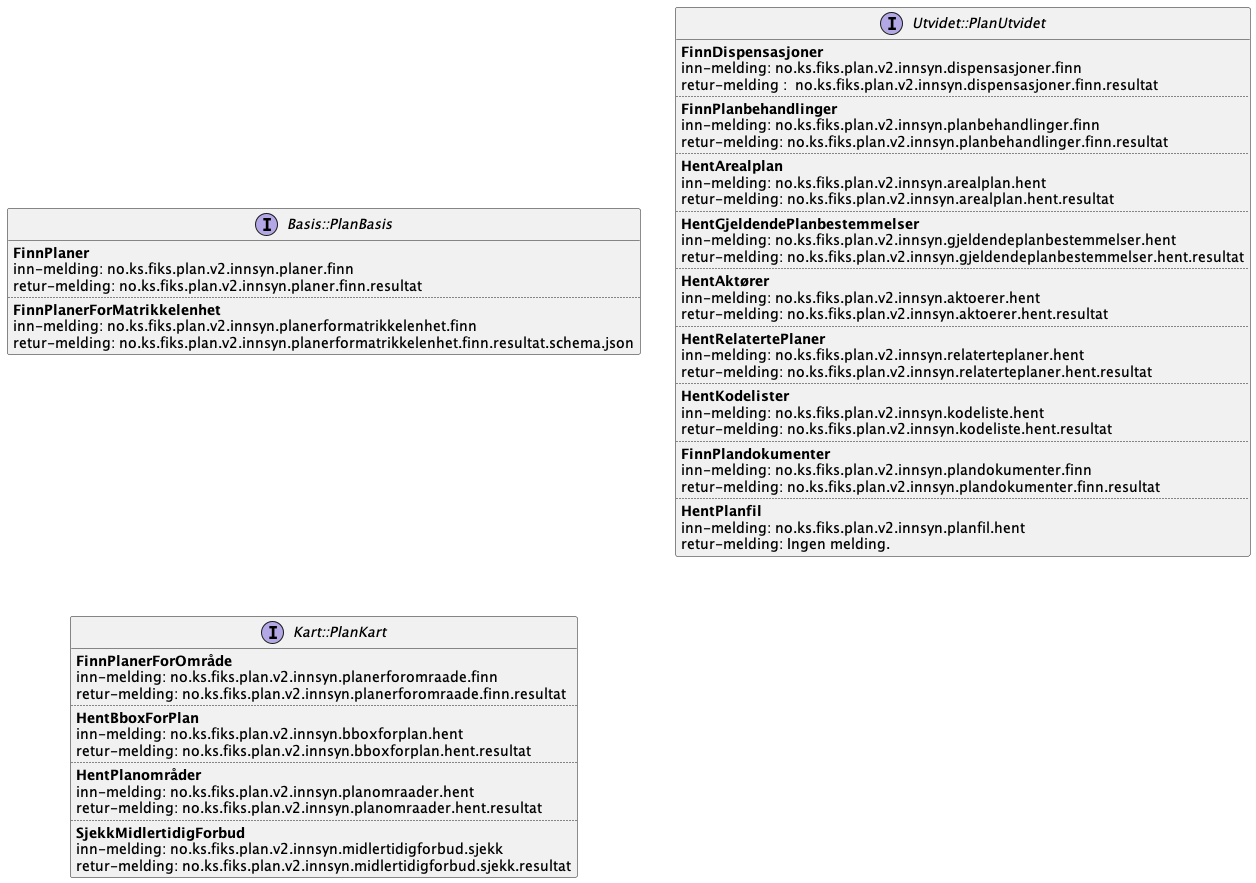 I Basis::PlanBasis
FinnPlaner
inn-melding: no.ks.fiks.plan.v2.innsyn.planer.finn
retur-melding: no.ks.fiks.plan.v2.innsyn.planer.finn.resultat
FinnPlanerForMatrikkelenhet
inn-melding: no.ks.fiks.plan.v2.innsyn.planerformatrikkelenhet.finn
retur-melding: no.ks.fiks.plan.v2.innsyn.planerformatrikkelenhet.finn.resultat.schema.json
I Utvidet::PlanUtvidet
FinnDispensasjoner
inn-melding: no.ks.fiks.plan.v2.innsyn.dispensasjoner.finn
retur-melding :  no.ks.fiks.plan.v2.innsyn.dispensasjoner.finn.resultat
FinnPlanbehandlinger
inn-melding: no.ks.fiks.plan.v2.innsyn.planbehandlinger.finn
retur-melding: no.ks.fiks.plan.v2.innsyn.planbehandlinger.finn.resultat
HentArealplan
inn-melding: no.ks.fiks.plan.v2.innsyn.arealplan.hent
retur-melding: no.ks.fiks.plan.v2.innsyn.arealplan.hent.resultat
HentGjeldendePlanbestemmelser
inn-melding: no.ks.fiks.plan.v2.innsyn.gjeldendeplanbestemmelser.hent
retur-melding: no.ks.fiks.plan.v2.innsyn.gjeldendeplanbestemmelser.hent.resultat
HentAktører
inn-melding: no.ks.fiks.plan.v2.innsyn.aktoerer.hent
retur-melding: no.ks.fiks.plan.v2.innsyn.aktoerer.hent.resultat
HentRelatertePlaner
inn-melding: no.ks.fiks.plan.v2.innsyn.relaterteplaner.hent
retur-melding: no.ks.fiks.plan.v2.innsyn.relaterteplaner.hent.resultat
HentKodelister
inn-melding: no.ks.fiks.plan.v2.innsyn.kodeliste.hent
retur-melding: no.ks.fiks.plan.v2.innsyn.kodeliste.hent.resultat
FinnPlandokumenter
inn-melding: no.ks.fiks.plan.v2.innsyn.plandokumenter.finn
retur-melding: no.ks.fiks.plan.v2.innsyn.plandokumenter.finn.resultat
HentPlanfil
inn-melding: no.ks.fiks.plan.v2.innsyn.planfil.hent
retur-melding: Ingen melding.
I Kart::PlanKart
FinnPlanerForOmråde
inn-melding: no.ks.fiks.plan.v2.innsyn.planerforomraade.finn
retur-melding: no.ks.fiks.plan.v2.innsyn.planerforomraade.finn.resultat
HentBboxForPlan
inn-melding: no.ks.fiks.plan.v2.innsyn.bboxforplan.hent
retur-melding: no.ks.fiks.plan.v2.innsyn.bboxforplan.hent.resultat
HentPlanområder
inn-melding: no.ks.fiks.plan.v2.innsyn.planomraader.hent
retur-melding: no.ks.fiks.plan.v2.innsyn.planomraader.hent.resultat
SjekkMidlertidigForbud
inn-melding: no.ks.fiks.plan.v2.innsyn.midlertidigforbud.sjekk
retur-melding: no.ks.fiks.plan.v2.innsyn.midlertidigforbud.sjekk.resultat